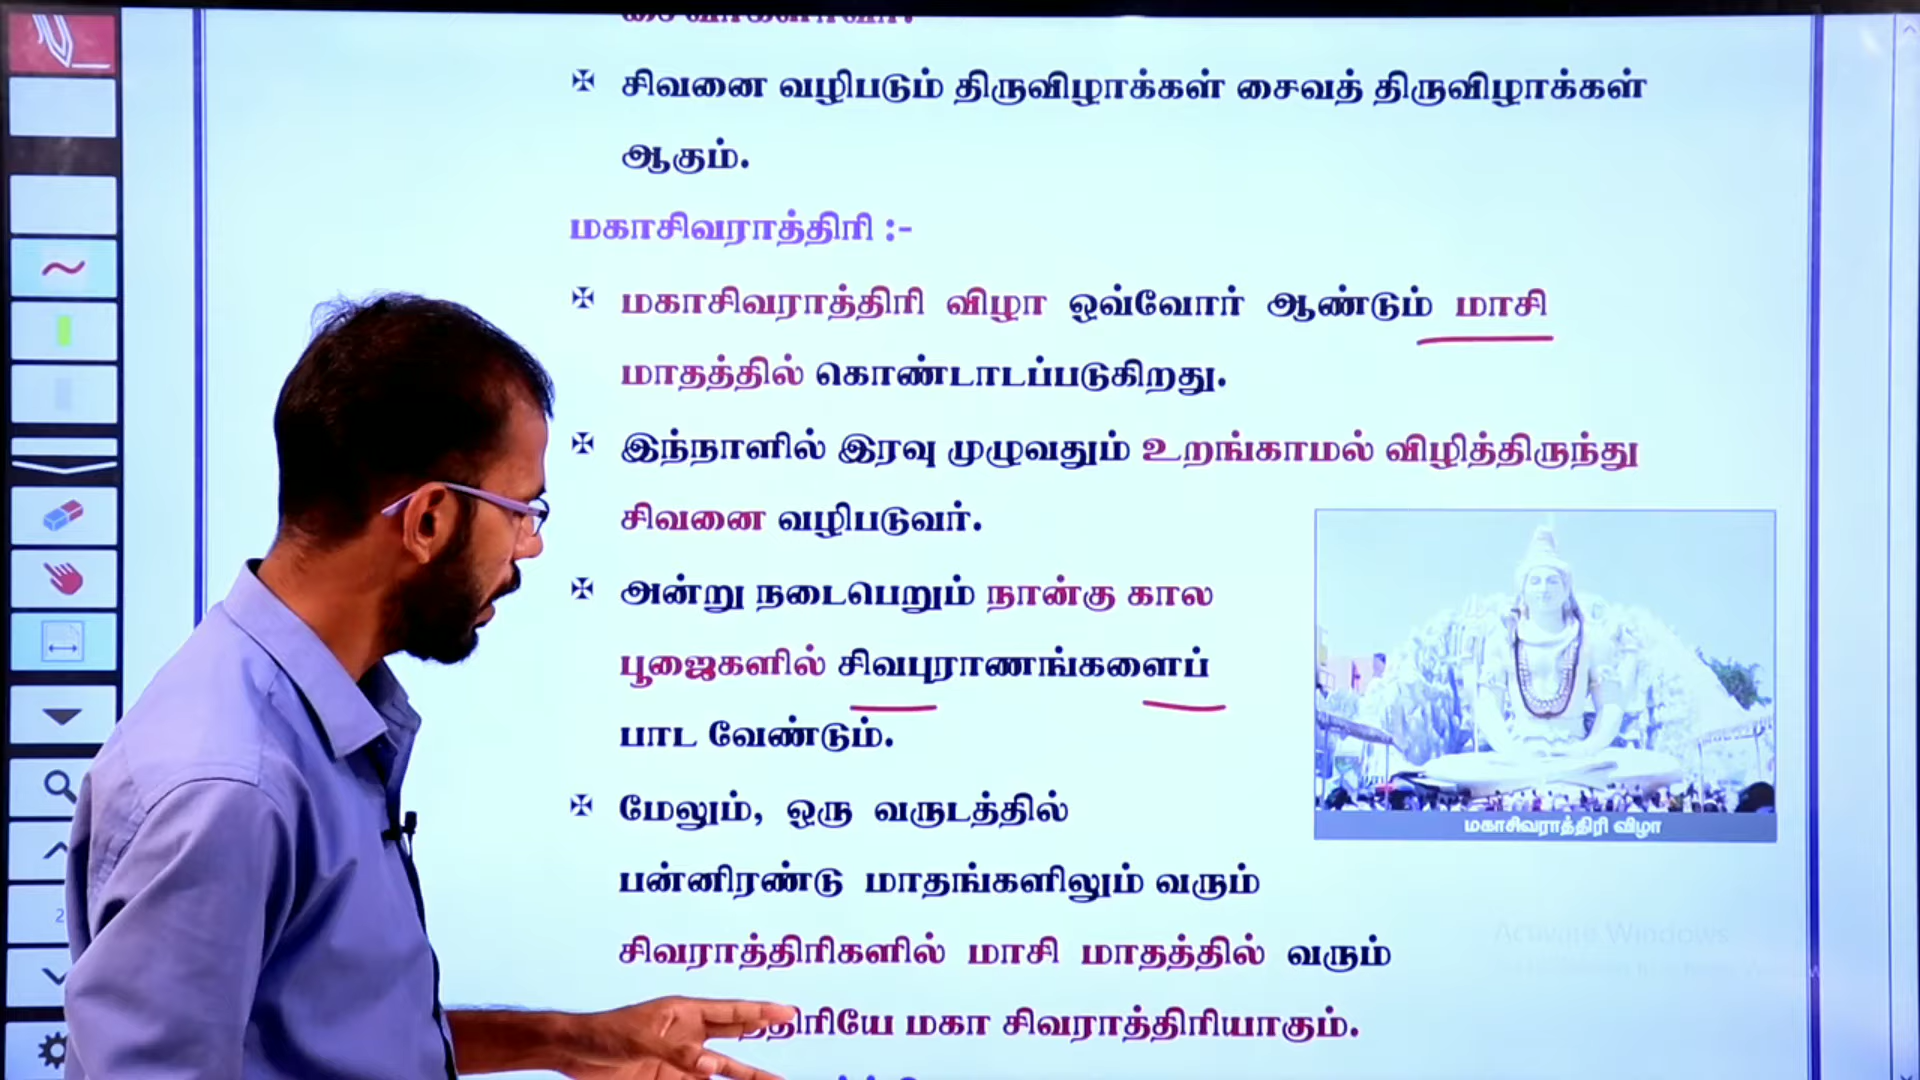 சிவனை வழிபடும் திருவிழாக்கள் சைவத் திருவிழாக்கள்
ஆகும்.
மகாசிவராத்திரி :-
மகாசிவராத்திரி விழா ஒவ்வோர் ஆண்டும் மாசி
மாதத்தில் கொண்டாடப்படுகிறது.
இந்நாளில் இரவு முழுவதும் உறங்காமல் விழித்திருந்து
சிவனை வழிபடுவர்.
அன்று நடைபெறும் நான்கு கால
பூஜைகளில் சிவபுராணங்களைப்
பாட வேண்டும்.
மகாசிவராத்திரி விழா
மேலும், ஒரு வருடத்தில்
பன்னிரண்டு மாதங்களிலும் வரும்
சிவராத்திரிகளில் மாசி மாதத்தில் வரும்
மகா சிவராத்திரியாகும்.
Activate Windows